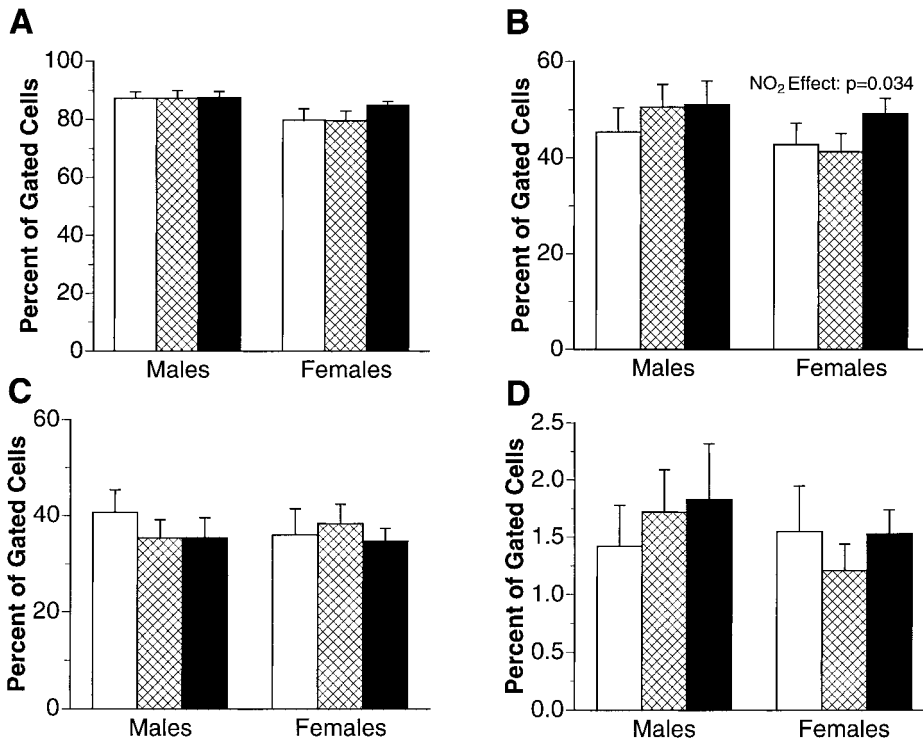 A
Percent of Gated Cells
100
80
60
40
20
0
Males
Females
B
Percent of Gated Cells
60
40
20
0
NO₂ Effect: p=0.034
Males
Females
C
Percent of Gated Cells
60
40
20
0
Males
Females
D
Percent of Gated Cells
2.5
2.0
1.5
1.0
0.5
0.0
Males
Females